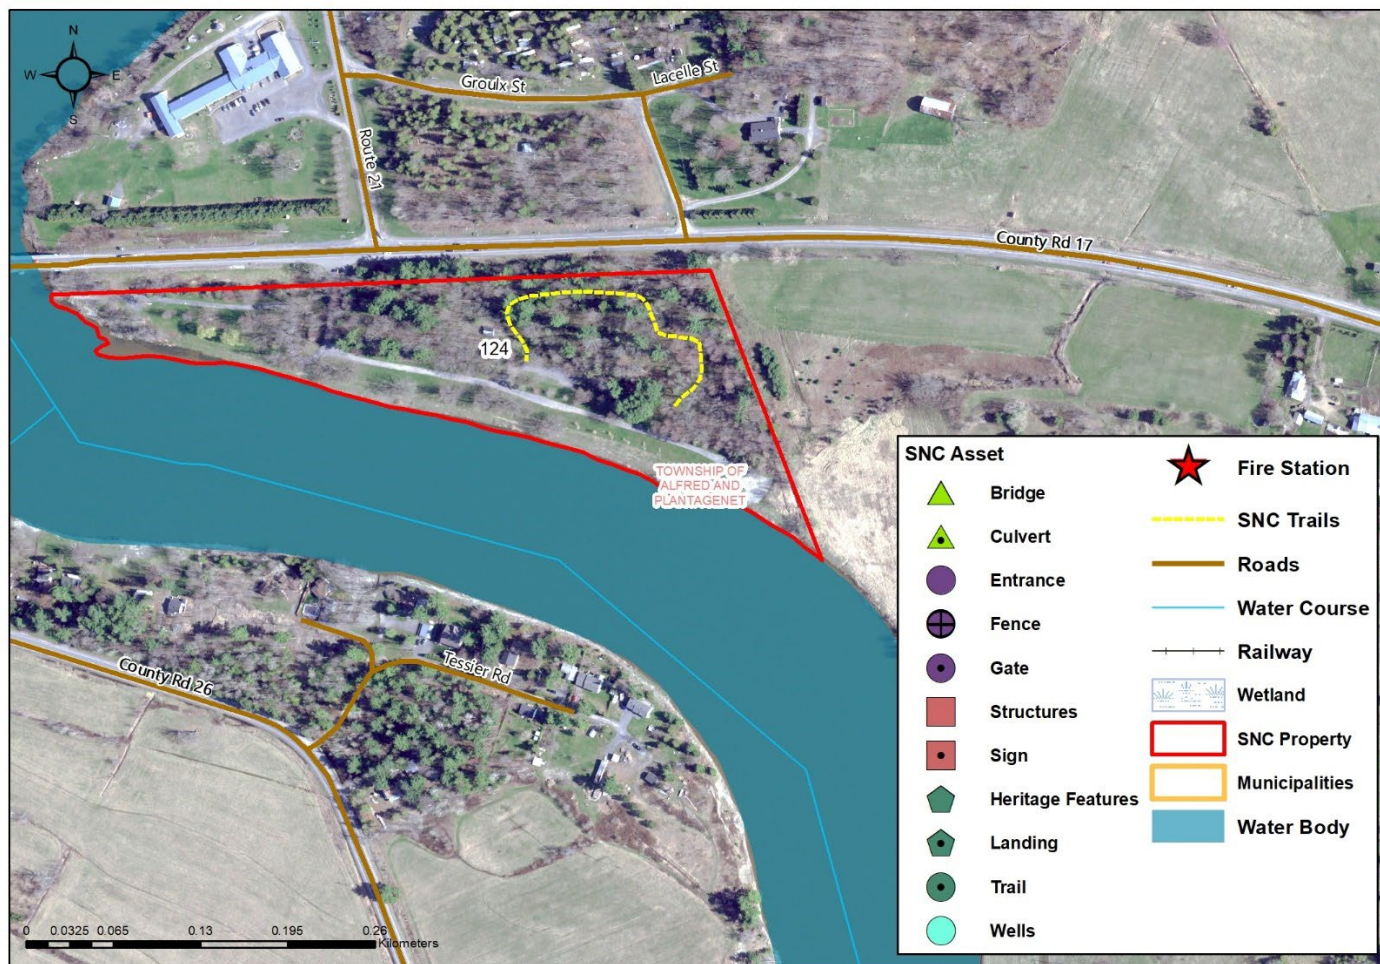 N
W E
S
Groulx St
Lacelle St
Route 21
County Rd 17
124
TOWNSHIP OF
ALFRED AND
PLANTAGENET
County Rd 26
Tessier Rd
0 0.0325 0.065 0.13 0.195 0.26
Kilometers
SNC Asset
Bridge
Culvert
Entrance
Fence
Gate
Structures
Sign
Heritage Features
Landing
Trail
Wells
Fire Station
SNC Trails
Roads
Water Course
Railway
Wetland
SNC Property
Municipalities
Water Body